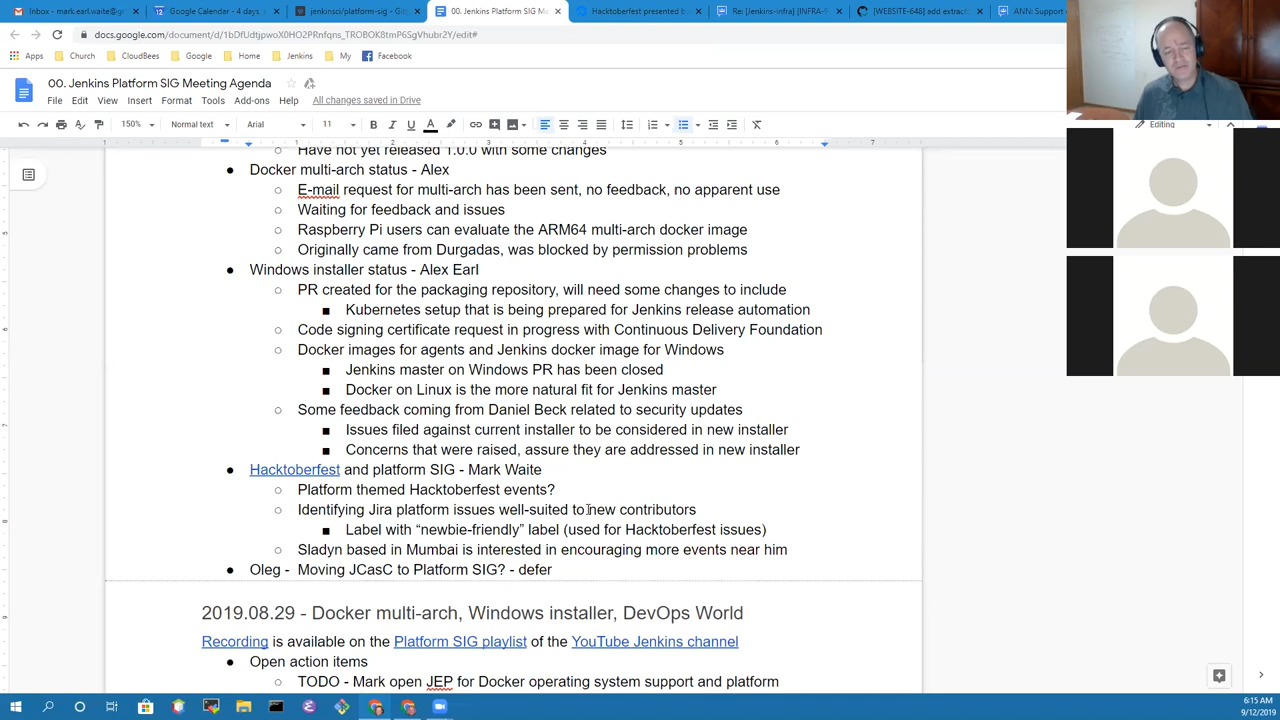 Inbox - mark.earl.waite@g
Google Calendar - 4 days,
jenkinsci/platform-sig - Git
00. Jenkins Platform SIG Me
Hacktoberfest presented b
Re: [Jenkins-infra] [INFRA-
[WEBSITE-648] add extracti
ANN: Support
docs.google.com/document/d/1bDfUdtjpwoX0HO2PRnfqns_TROBOK8tmP6SgVhubr2Y/edit#
Apps
Church
CloudBees
Google
Home
Jenkins
My
Facebook
00. Jenkins Platform SIG Meeting Agenda
File Edit View Insert Format Tools Add-ons Help All changes saved in Drive
150% Normal text Arial 11 B I U A Editing
1 1 2 3 4 5 6 7
Have not yet released 1.0.0 with some changes
Docker multi-arch status - Alex
E-mail request for multi-arch has been sent, no feedback, no apparent use
Waiting for feedback and issues
Raspberry Pi users can evaluate the ARM64 multi-arch docker image
Originally came from Durgadas, was blocked by permission problems
Windows installer status - Alex Earl
PR created for the packaging repository, will need some changes to include
Kubernetes setup that is being prepared for Jenkins release automation
Code signing certificate request in progress with Continuous Delivery Foundation
Docker images for agents and Jenkins docker image for Windows
Jenkins master on Windows PR has been closed
Docker on Linux is the more natural fit for Jenkins master
Some feedback coming from Daniel Beck related to security updates
Issues filed against current installer to be considered in new installer
Concerns that were raised, assure they are addressed in new installer
Hacktoberfest and platform SIG - Mark Waite
Platform themed Hacktoberfest events?
Identifying Jira platform issues well-suited to new contributors
Label with “newbie-friendly” label (used for Hacktoberfest issues)
Sladyn based in Mumbai is interested in encouraging more events near him
Oleg - Moving JCasC to Platform SIG? - defer
2019.08.29 - Docker multi-arch, Windows installer, DevOps World
Recording is available on the Platform SIG playlist of the YouTube Jenkins channel
Open action items
TODO - Mark open JEP for Docker operating system support and platform
6:15 AM
9/12/2019